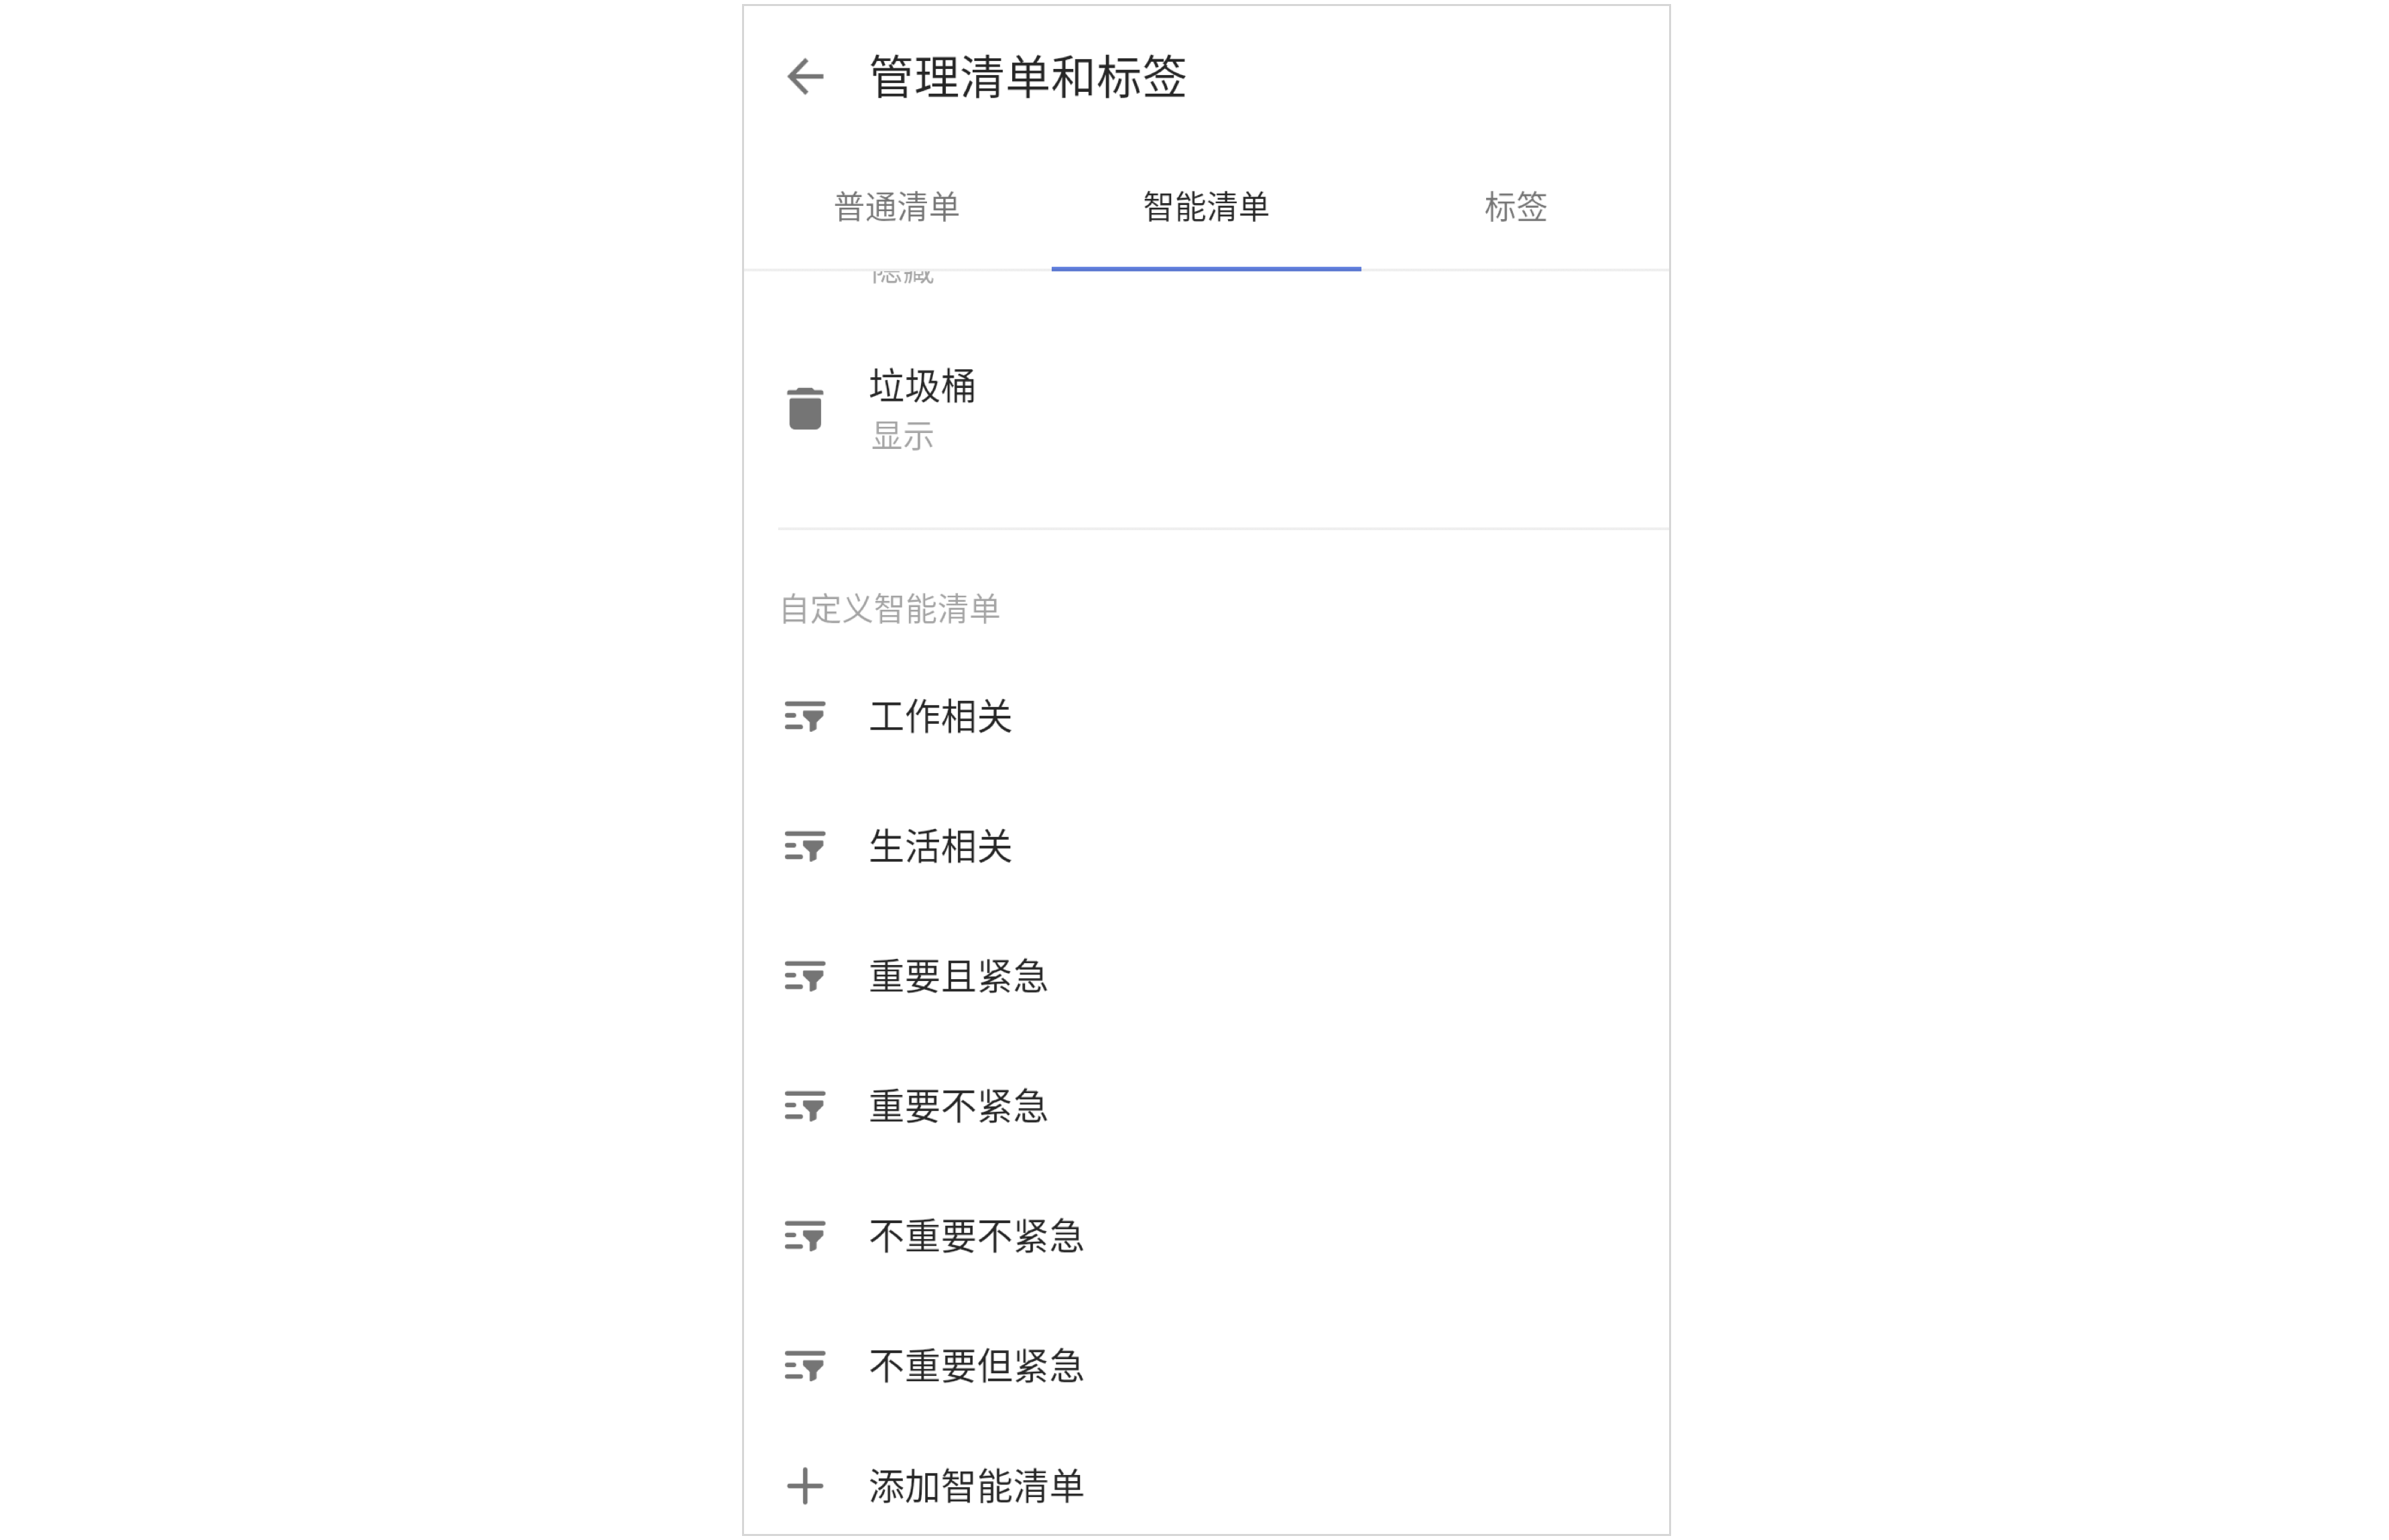 管理清单和标签
普通清单 智能清单 标签
隐藏
垃圾桶
显示
自定义智能清单
工作相关
生活相关
重要且紧急
重要不紧急
不重要不紧急
不重要但紧急
添加智能清单